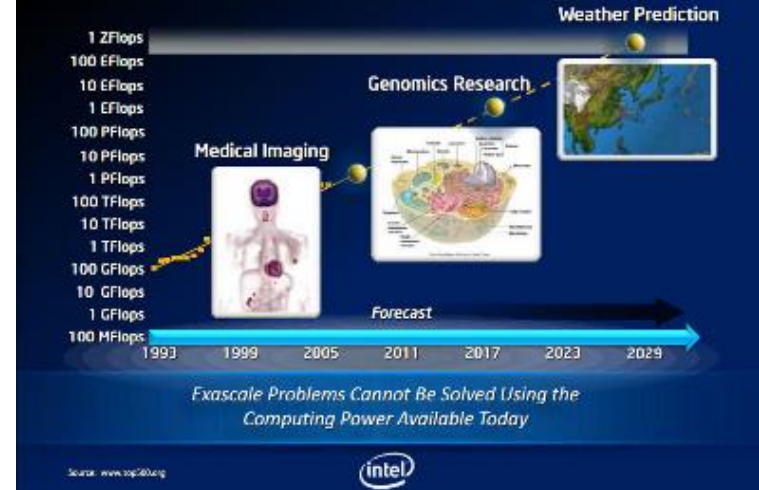 Weather Prediction
1 ZFlops
100 EFlops
10 EFlops
Genomics Research
1 EFlops
100 PFlops
10 PFlops
Medical Imaging
1 PFlops
100 TFlops
10 TFlops
1 TFlops
100 GFlops
10 GFlops
1 GFlops
Forecast
100 MFlops
1993 1999 2005 2011 2017 2023 2029
Exascale Problems Cannot Be Solved Using the
Computing Power Available Today
Source: www.top500.org
intel